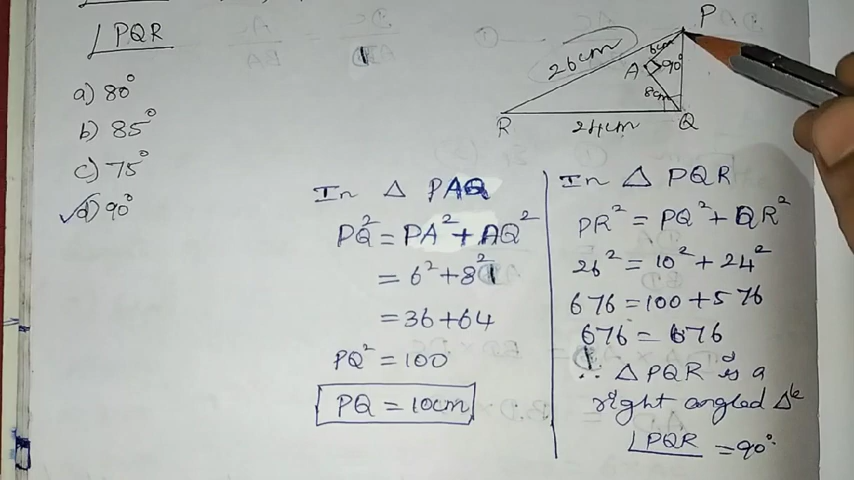 ∠PQR
a) 80°
b) 85°
c) 75°
d) 90°
P
6cm
26cm
A
90°
8cm
R
24cm
Q
In △ PAQ
PQ² = PA² + AQ²
= 6² + 8²
= 36 + 64
PQ² = 100
PQ = 10cm
In △ PQR
PR² = PQ² + QR²
26² = 10² + 24²
676 = 100 + 576
676 = 676
∴ △ PQR is a
right angled △le
∠PQR = 90°